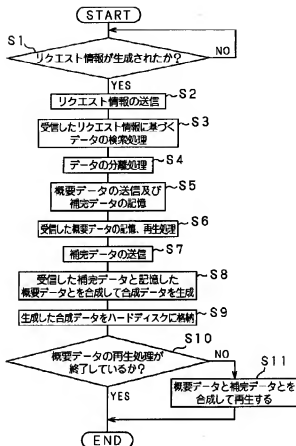 START
S1
リクエスト情報が生成されたか?
NO
YES
S2
リクエスト情報の送信
S3
受信したリクエスト情報に基づく
データの検索処理
S4
データの分離処理
S5
概要データの送信及び
補完データの記憶
S6
受信した概要データの記憶、再生処理
S7
補完データの送信
S8
受信した補完データと記憶した
概要データとを合成して合成データを生成
S9
生成した合成データをハードディスクに格納
S10
概要データの再生処理が
終了しているか?
NO
S11
YES
概要データと補完データとを
合成して再生する
END